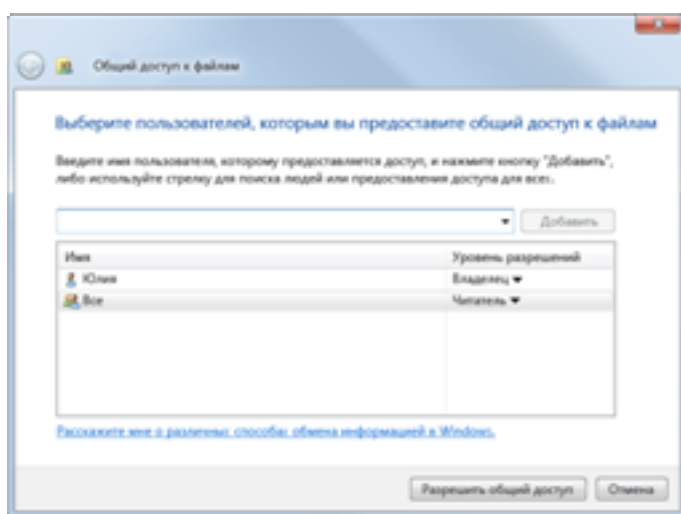 Общий доступ к файлам
Выберите пользователей, которым вы предоставите общий доступ к файлам
Введите имя пользователя, которому предоставляется доступ, и нажмите кнопку "Добавить",
либо используйте стрелку для поиска людей или предоставления доступа для всех.
Добавить
Имя Уровень разрешений
Юлия Владелец
Все Читатель
Расскажите мне о различных способах обмена информацией в Windows.
Разрешить общий доступ Отмена